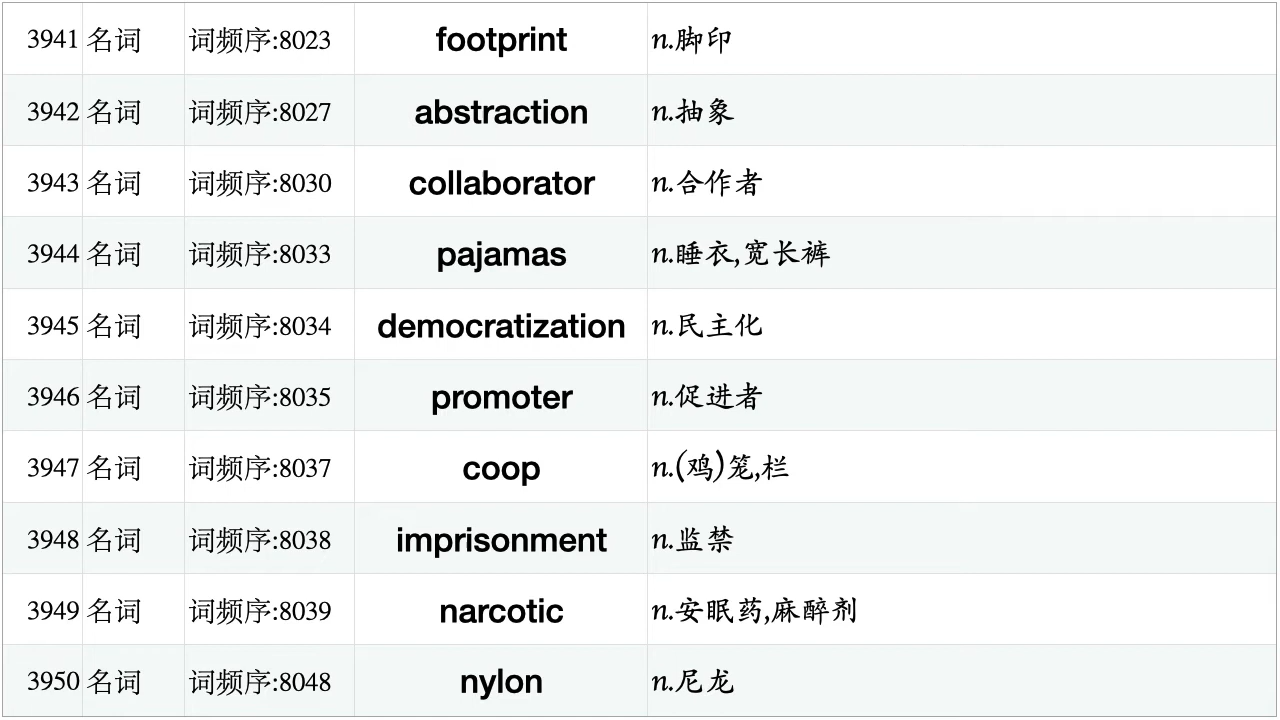 3941 名词 词频序:8023 footprint n.脚印
3942 名词 词频序:8027 abstraction n.抽象
3943 名词 词频序:8030 collaborator n.合作者
3944 名词 词频序:8033 pajamas n.睡衣,宽长裤
3945 名词 词频序:8034 democratization n.民主化
3946 名词 词频序:8035 promoter n.促进者
3947 名词 词频序:8037 coop n.(鸡)笼,栏
3948 名词 词频序:8038 imprisonment n.监禁
3949 名词 词频序:8039 narcotic n.安眠药,麻醉剂
3950 名词 词频序:8048 nylon n.尼龙